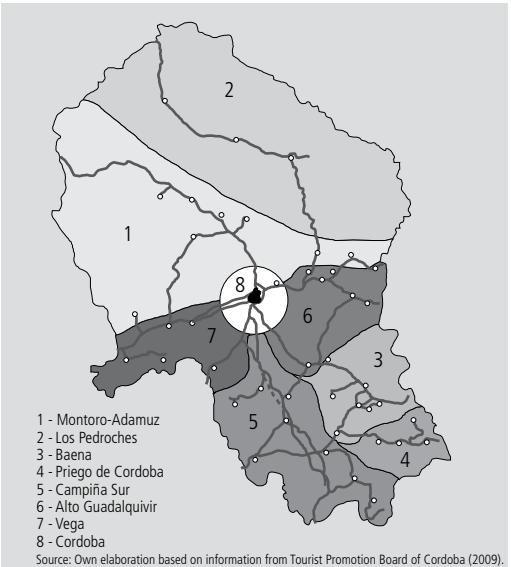 2
1
8
6
7
3
5
4
1 - Montoro-Adamuz
2 - Los Pedroches
3 - Baena
4 - Priego de Cordoba
5 - Campiña Sur
6 - Alto Guadalquivir
7 - Vega
8 - Cordoba
Source: Own elaboration based on information from Tourist Promotion Board of Cordoba (2009).